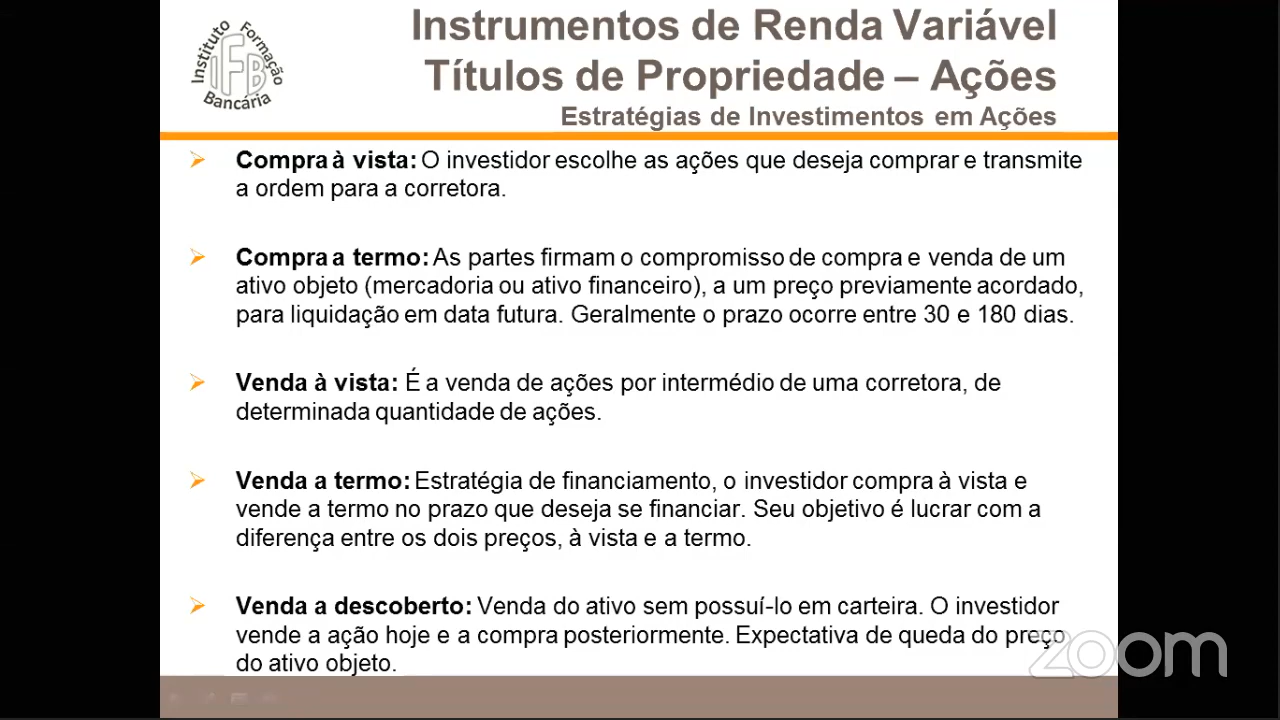 Instituto Formação
IFB
Bancária
Instrumentos de Renda Variável
Títulos de Propriedade – Ações
Estratégias de Investimentos em Ações
Compra à vista: O investidor escolhe as ações que deseja comprar e transmite
a ordem para a corretora.
Compra a termo: As partes firmam o compromisso de compra e venda de um
ativo objeto (mercadoria ou ativo financeiro), a um preço previamente acordado,
para liquidação em data futura. Geralmente o prazo ocorre entre 30 e 180 dias.
Venda à vista: É a venda de ações por intermédio de uma corretora, de
determinada quantidade de ações.
Venda a termo: Estratégia de financiamento, o investidor compra à vista e
vende a termo no prazo que deseja se financiar. Seu objetivo é lucrar com a
diferença entre os dois preços, à vista e a termo.
Venda a descoberto: Venda do ativo sem possuí-lo em carteira. O investidor
vende a ação hoje e a compra posteriormente. Expectativa de queda do preço
do ativo objeto.
zoom